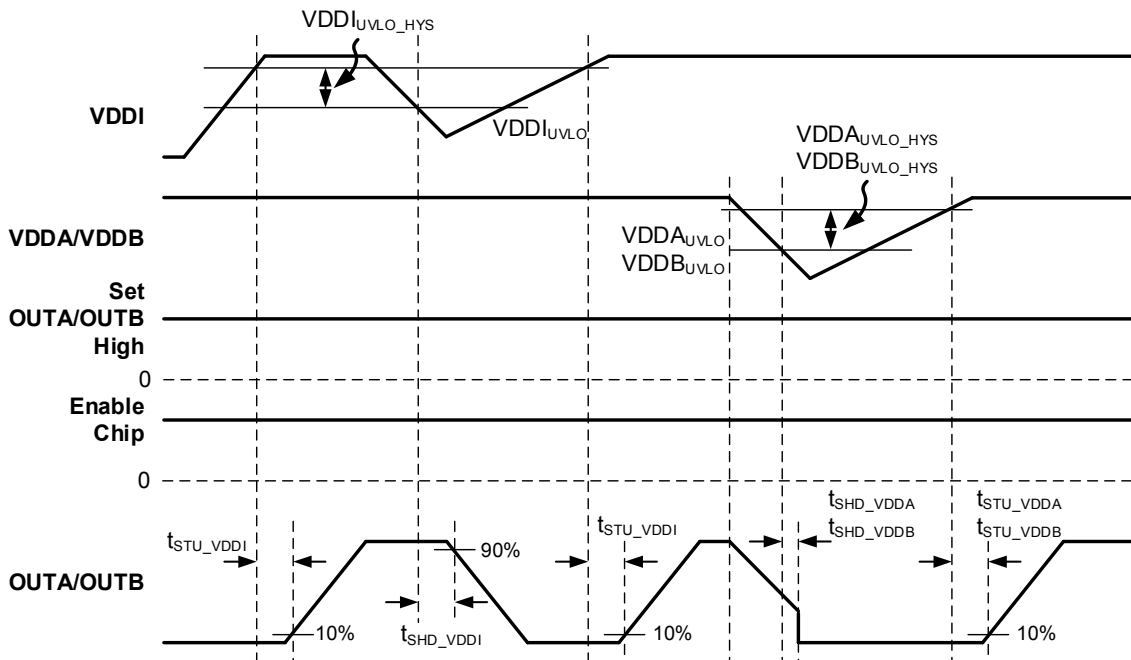 VDDI_UVLO_HYS
VDDI
VDDI_UVLO
VDDA_UVLO_HYS
VDDB_UVLO_HYS
VDDA/VDDB
VDDA_UVLO
VDDB_UVLO
Set
OUTA/OUTB
High
0
Enable
Chip
0
t_STU_VDDI
90%
t_STU_VDDI
t_SHD_VDDA
t_SHD_VDDB
t_STU_VDDA
t_STU_VDDB
OUTA/OUTB
10%
t_SHD_VDDI
10%
10%